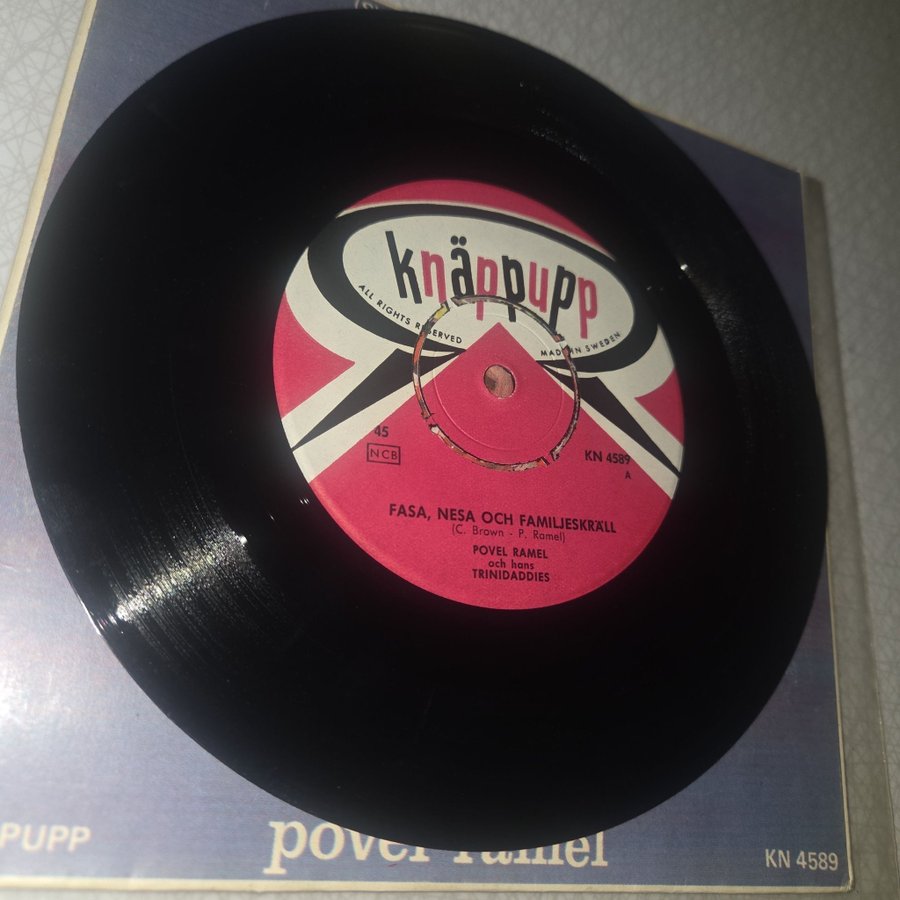 knäppupp
ALL RIGHTS RESERVED
MADE IN SWEDEN
45
NCB
KN 4589
A
FASA, NESA OCH FAMILJESKRÄLL
(C. Brown - P. Ramel)
POVEL RAMEL
och hans
TRINIDADDIES
PUPP
povel ramel
KN 4589